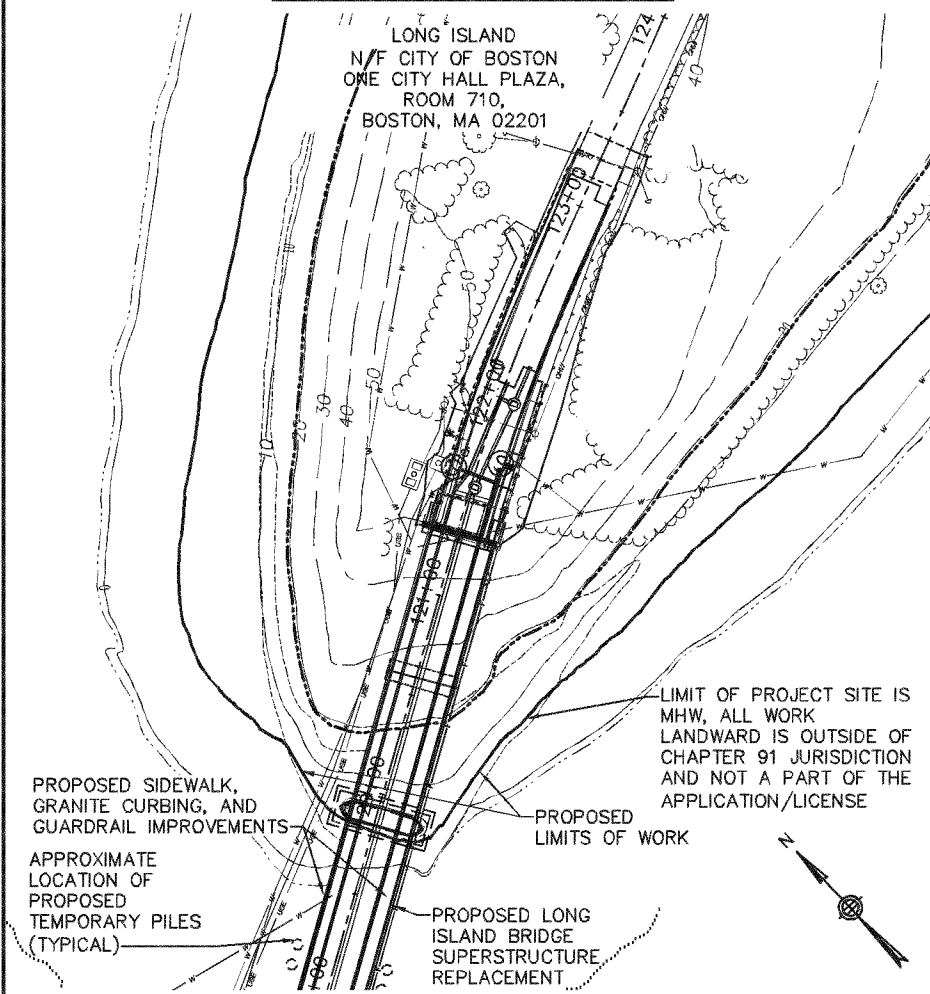 LONG ISLAND
N/F CITY OF BOSTON
ONE CITY HALL PLAZA,
ROOM 710,
BOSTON, MA 02201
124
40
123+00
50
122+00
50
40
30
20
10
20
121+00
LIMIT OF PROJECT SITE IS
MHW, ALL WORK
LANDWARD IS OUTSIDE OF
CHAPTER 91 JURISDICTION
AND NOT A PART OF THE
APPLICATION/LICENSE
PROPOSED SIDEWALK,
GRANITE CURBING, AND
GUARDRAIL IMPROVEMENTS
PROPOSED
LIMITS OF WORK
APPROXIMATE
LOCATION OF
PROPOSED
TEMPORARY PILES
(TYPICAL)
N
PROPOSED LONG
ISLAND BRIDGE
SUPERSTRUCTURE
REPLACEMENT